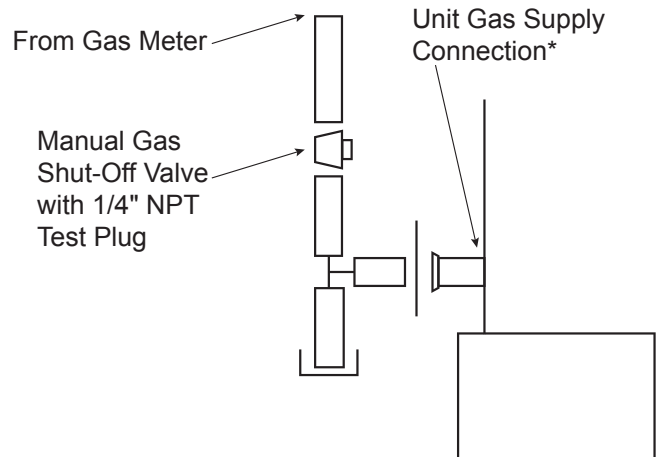 From Gas Meter
Unit Gas Supply
Connection*
Manual Gas
Shut-Off Valve
with 1/4" NPT
Test Plug